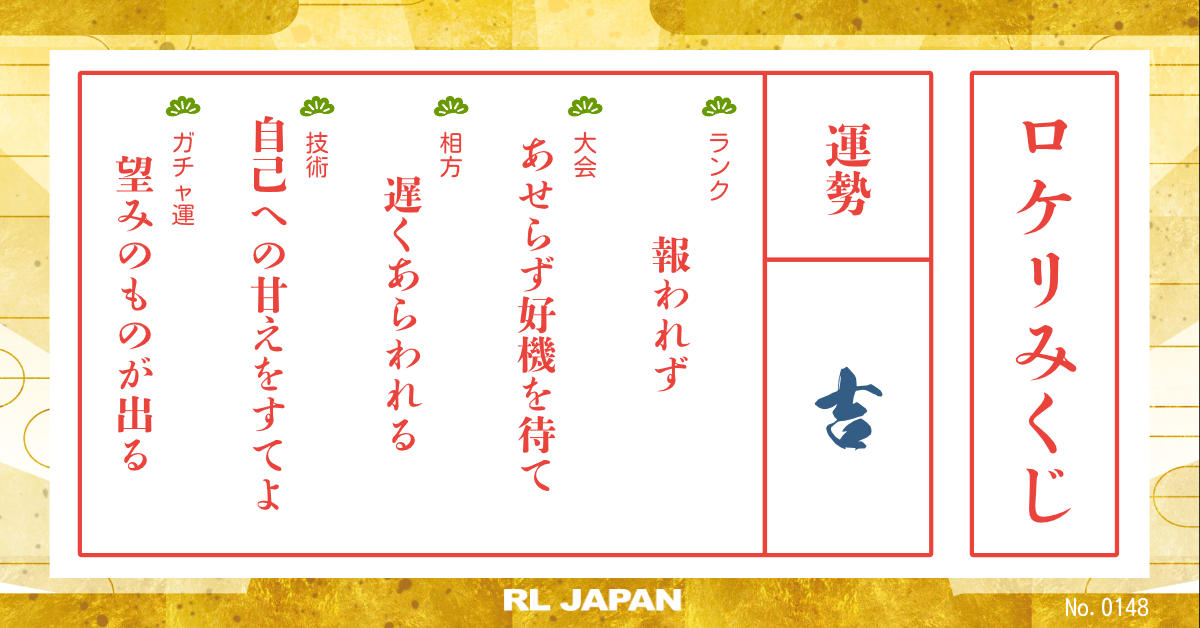 ロケリみくじ
運勢
吉
ランク
報われず
大会
あせらず好機を待て
相方
遅くあらわれる
技術
自己への甘えをすてよ
ガチャ運
望みのものが出る
RL JAPAN
No. 0148